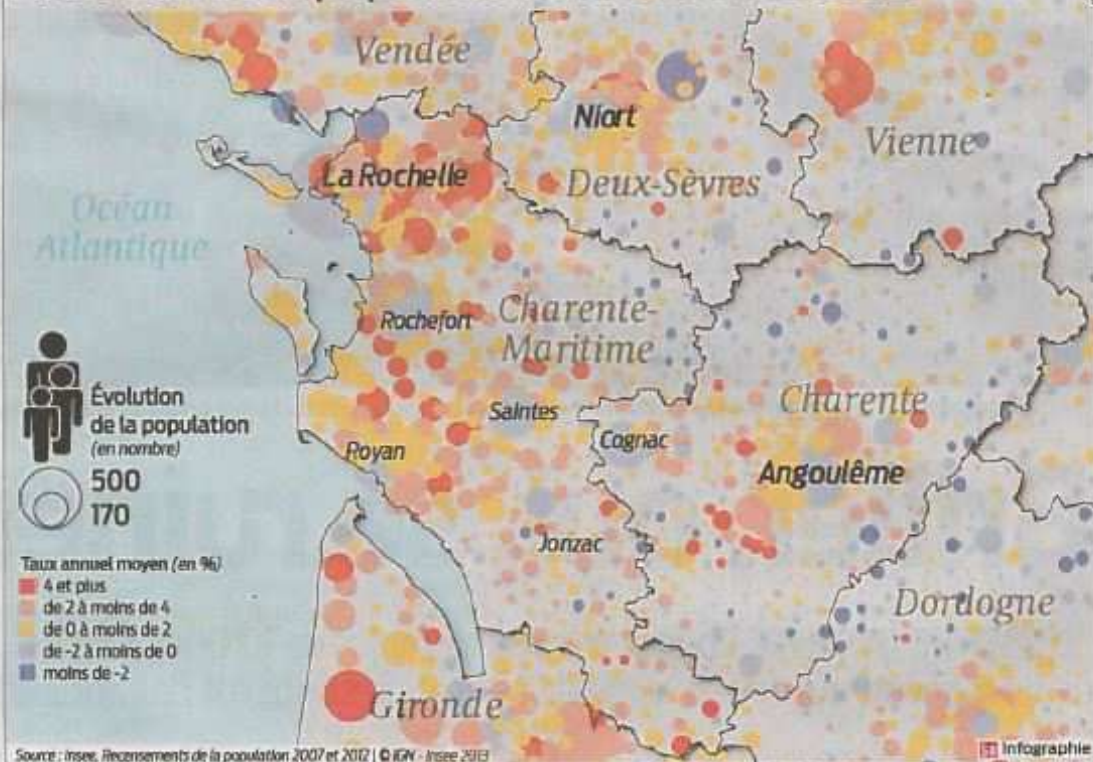 Vendée
Niort
Vienne
La Rochelle
Deux-Sèvres
Océan
Atlantique
Rochefort
Charente-
Maritime
Évolution
de la population
(en nombre)
500
170
Saintes
Charente
Cognac
Royan
Angoulême
Jonzac
Taux annuel moyen (en %)
4 et plus
de 2 à moins de 4
de 0 à moins de 2
de -2 à moins de 0
moins de -2
Dordogne
Gironde
Source : Insee, Recensements de la population 2007 et 2012 | © IGN - Insee 2013
Infographie